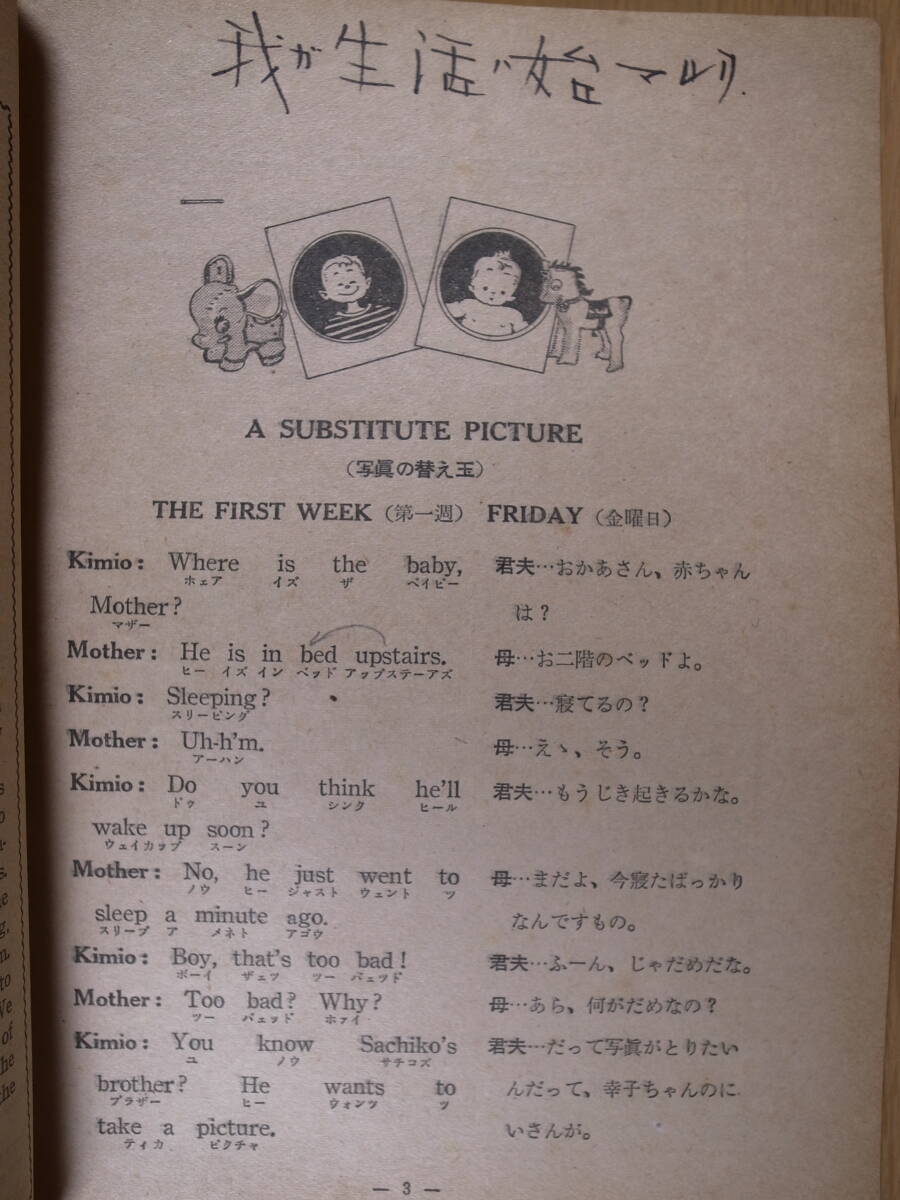 我が生活ハ始マルタ.
一
A SUBSTITUTE PICTURE
(写眞の替え玉)
THE FIRST WEEK (第一週) FRIDAY (金曜日)
Kimio: Where is the baby,
ホェア イズ ザ ベイビー
Mother?
マザー
Mother: He is in bed upstairs.
ヒー イズ イン ベッド アップステーアズ
Kimio: Sleeping?
スリーピング
Mother: Uh-h'm.
アーハン
Kimio: Do you think he'll
ドゥ ユ シンク ヒール
wake up soon?
ウェイカップ スーン
Mother: No, he just went to
ノウ ヒー ジャスト ウェント ツ
sleep a minute ago.
スリープ ア メネト アゴウ
Kimio: Boy, that's too bad!
ボーイ ザェツ ツー バェッド
Mother: Too bad? Why?
ツー バェッド ホァイ
Kimio: You know Sachiko's
ユ ノウ サチコズ
brother? He wants to
ブラザー ヒー ウォンツ ツ
take a picture.
ティカ ピクチャ
君夫…おかあさん、赤ちゃん
は？
母…お二階のベッドよ。
君夫…寢てるの？
母…えゝ、そう。
君夫…もうじき起きるかな。
母…まだよ、今寢たばっかり
なんですもの。
君夫…ふーん、じゃだめだな。
母…あら、何がだめなの？
君夫…だって写眞がとりたい
んだって、幸子ちゃんのに
いさんが。
— 3 —